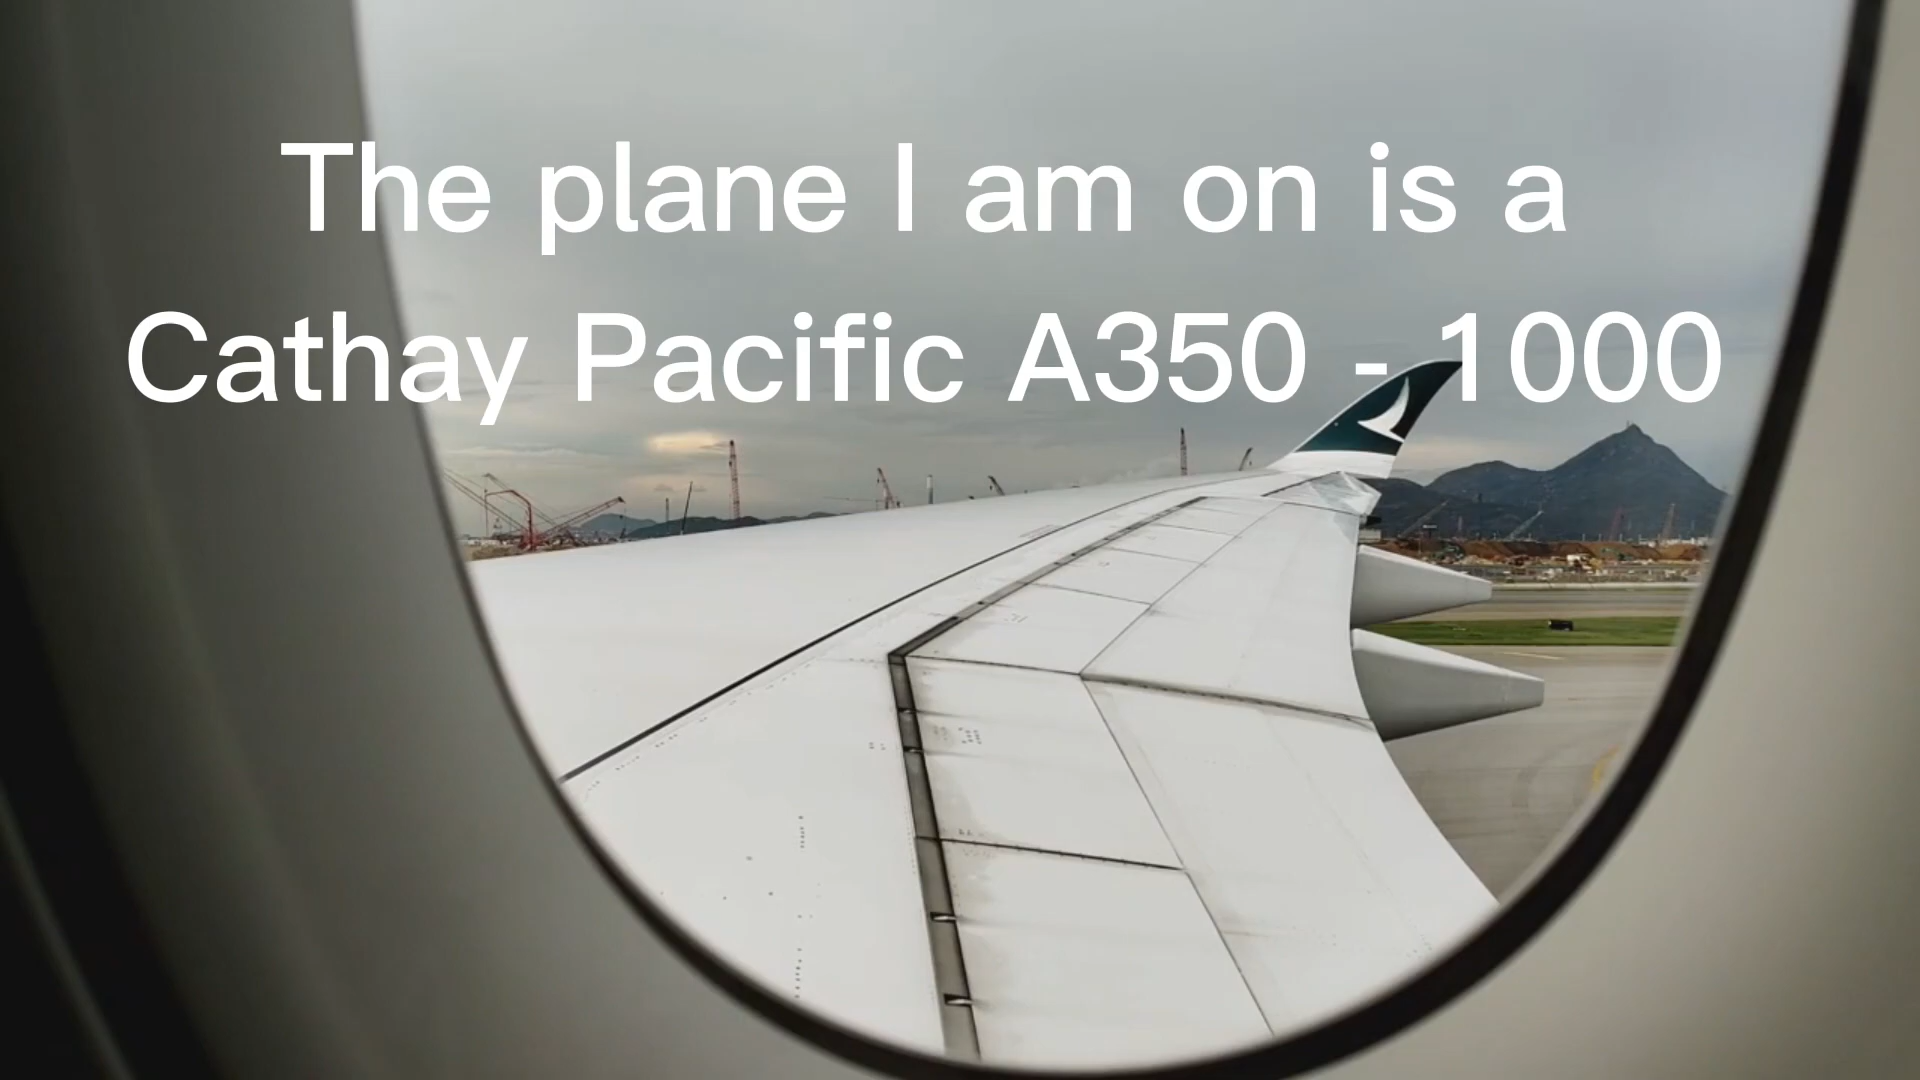 The plane I am on is a
Cathay Pacific A350 - 1000